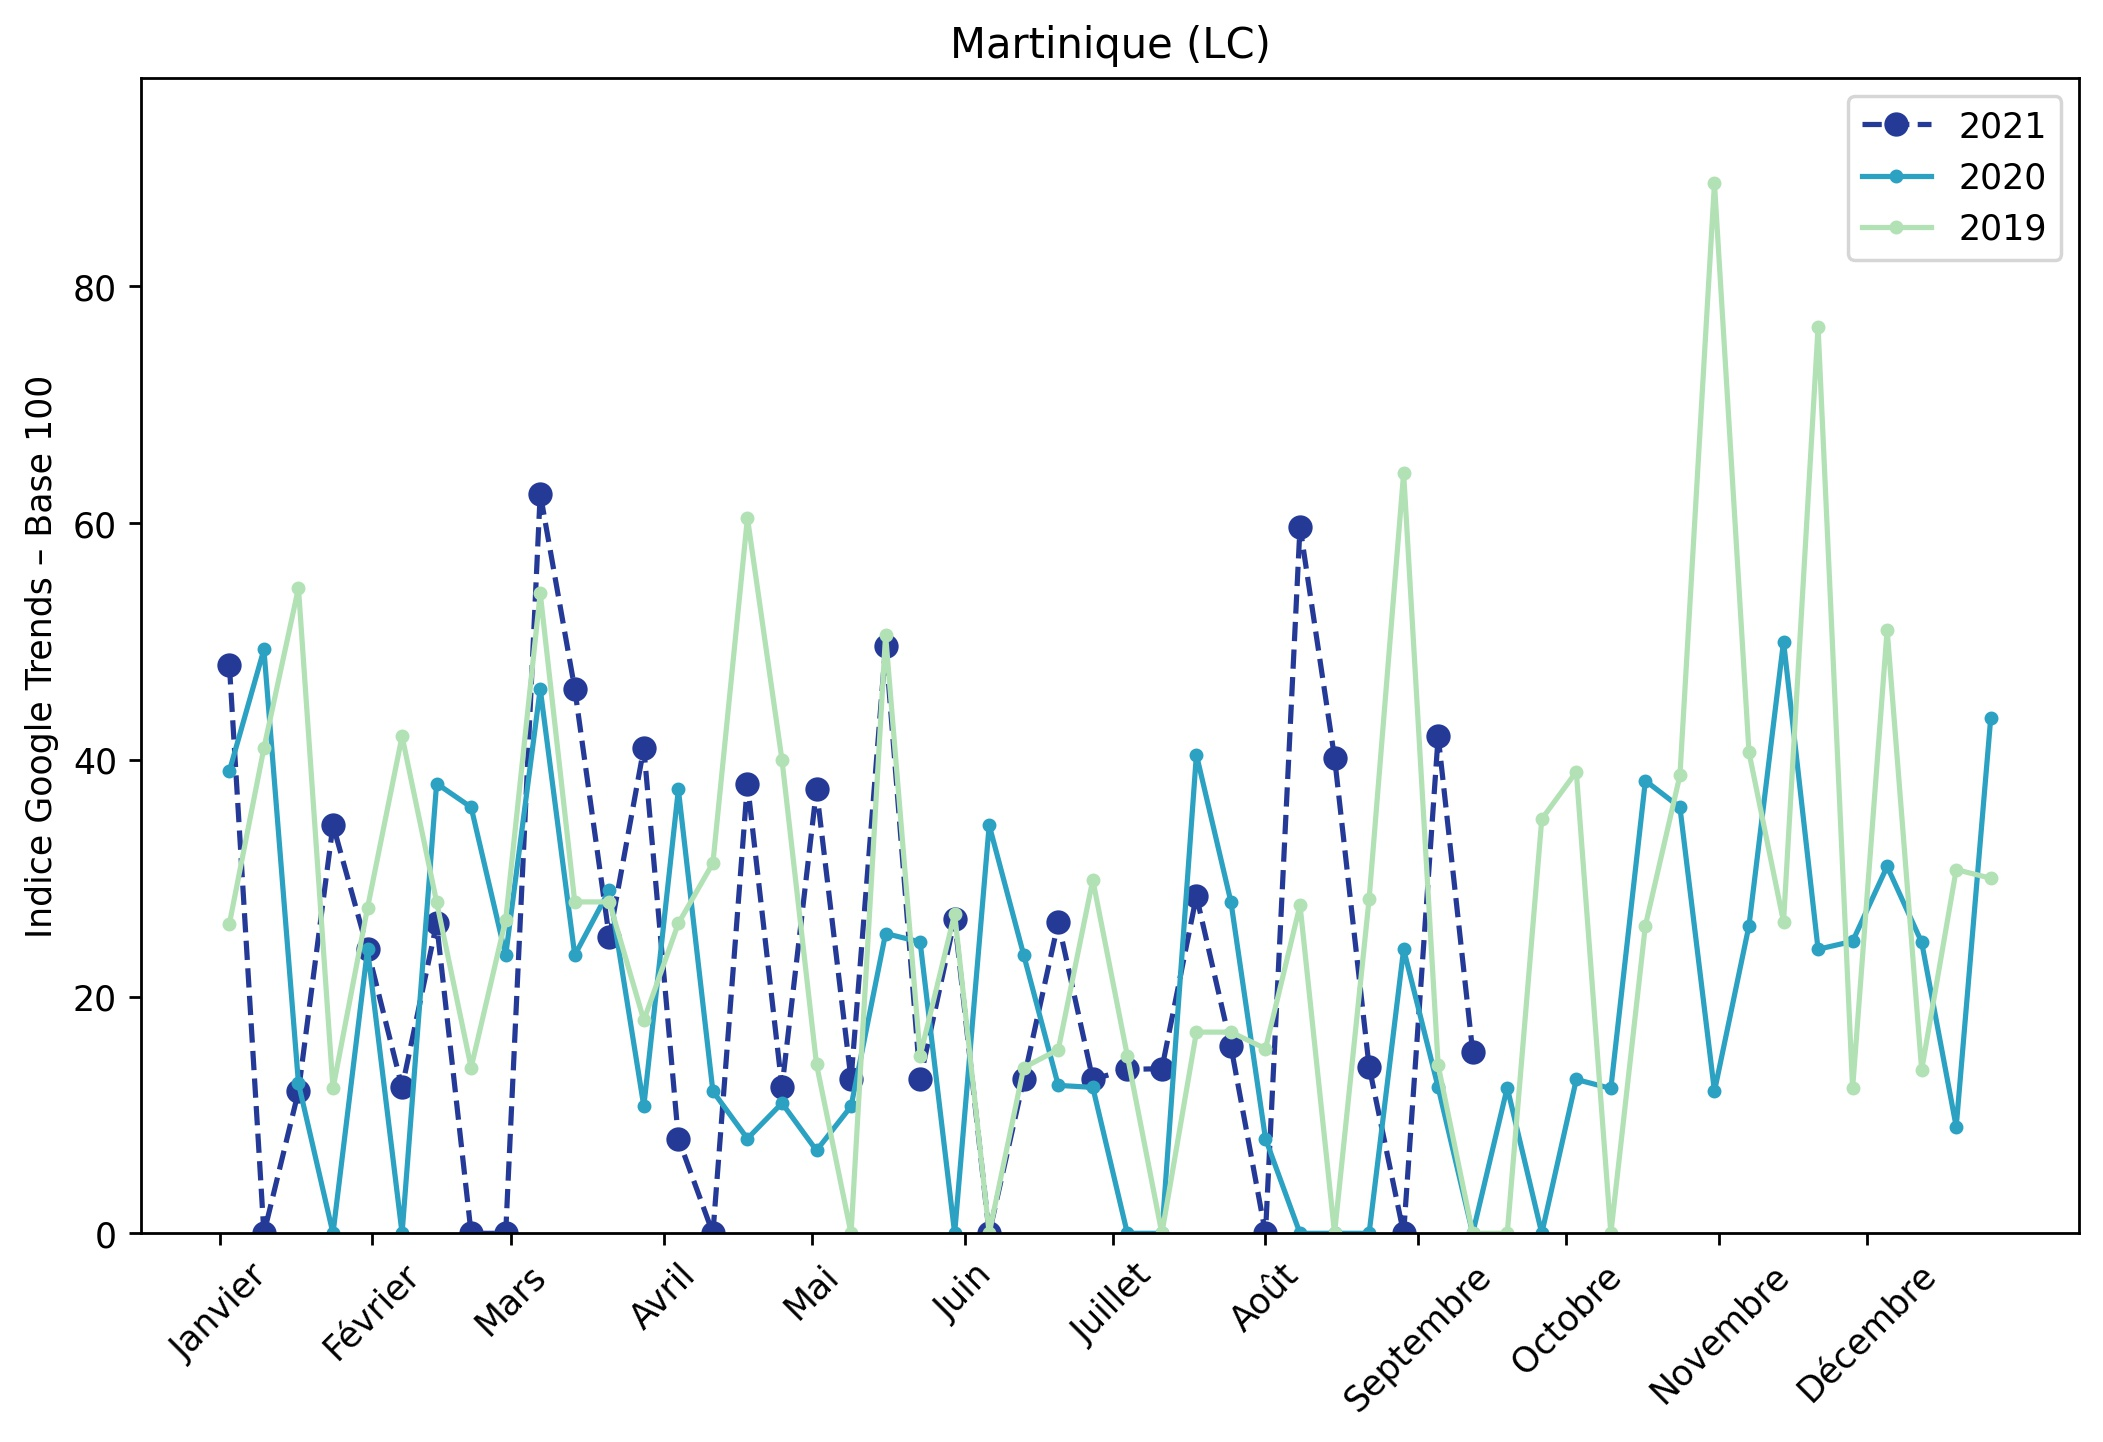 Martinique (LC)
Indice Google Trends – Base 100
80
60
40
20
0
2021
2020
2019
Janvier
Février
Mars
Avril
Mai
Juin
Juillet
Août
Septembre
Octobre
Novembre
Décembre